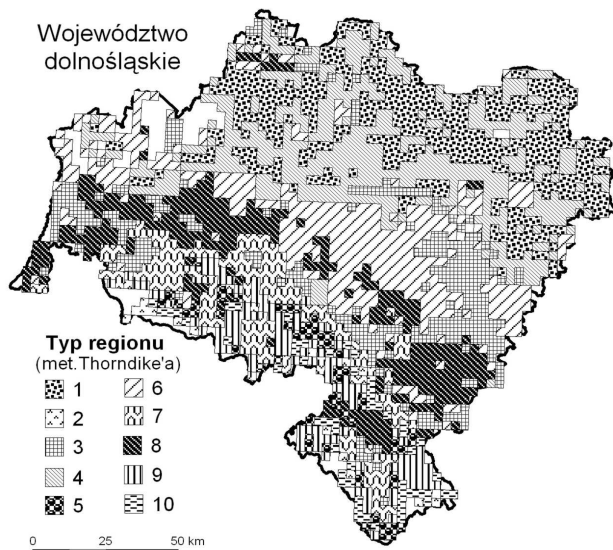 Województwo
dolnośląskie
Typ regionu
(met.Thorndike'a)
1 6
2 7
3 8
4 9
5 10
0 25 50 km